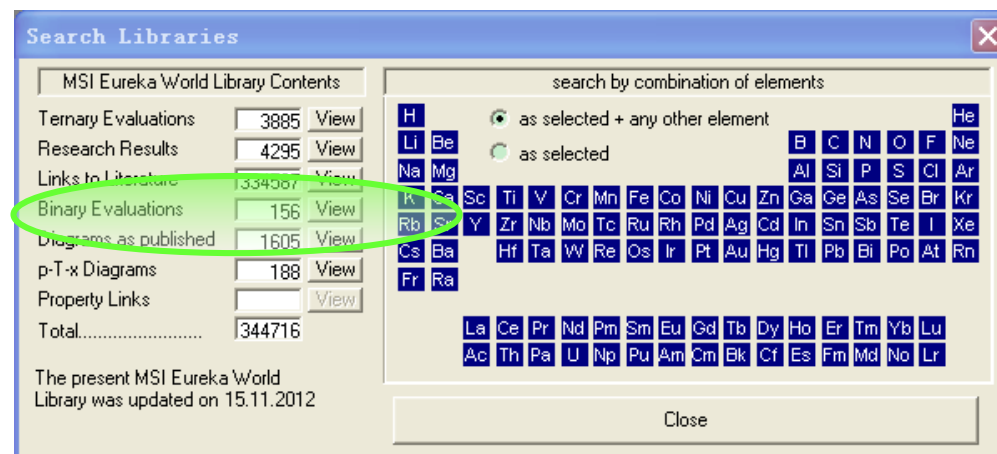 Search Libraries
MSI Eureka World Library Contents
Ternary Evaluations 3885 View
Research Results 4295 View
Links to Literature 334587 View
Binary Evaluations 156 View
Diagrams as published 1605 View
p-T-x Diagrams 188 View
Property Links View
Total......................... 344716
The present MSI Eureka World
Library was updated on 15.11.2012
search by combination of elements
as selected + any other element
as selected
H He
Li Be B C N O F Ne
Na Mg Al Si P S Cl Ar
K Ca Sc Ti V Cr Mn Fe Co Ni Cu Zn Ga Ge As Se Br Kr
Rb Sr Y Zr Nb Mo Tc Ru Rh Pd Ag Cd In Sn Sb Te I Xe
Cs Ba Hf Ta W Re Os Ir Pt Au Hg Tl Pb Bi Po At Rn
Fr Ra
La Ce Pr Nd Pm Sm Eu Gd Tb Dy Ho Er Tm Yb Lu
Ac Th Pa U Np Pu Am Cm Bk Cf Es Fm Md No Lr
Close